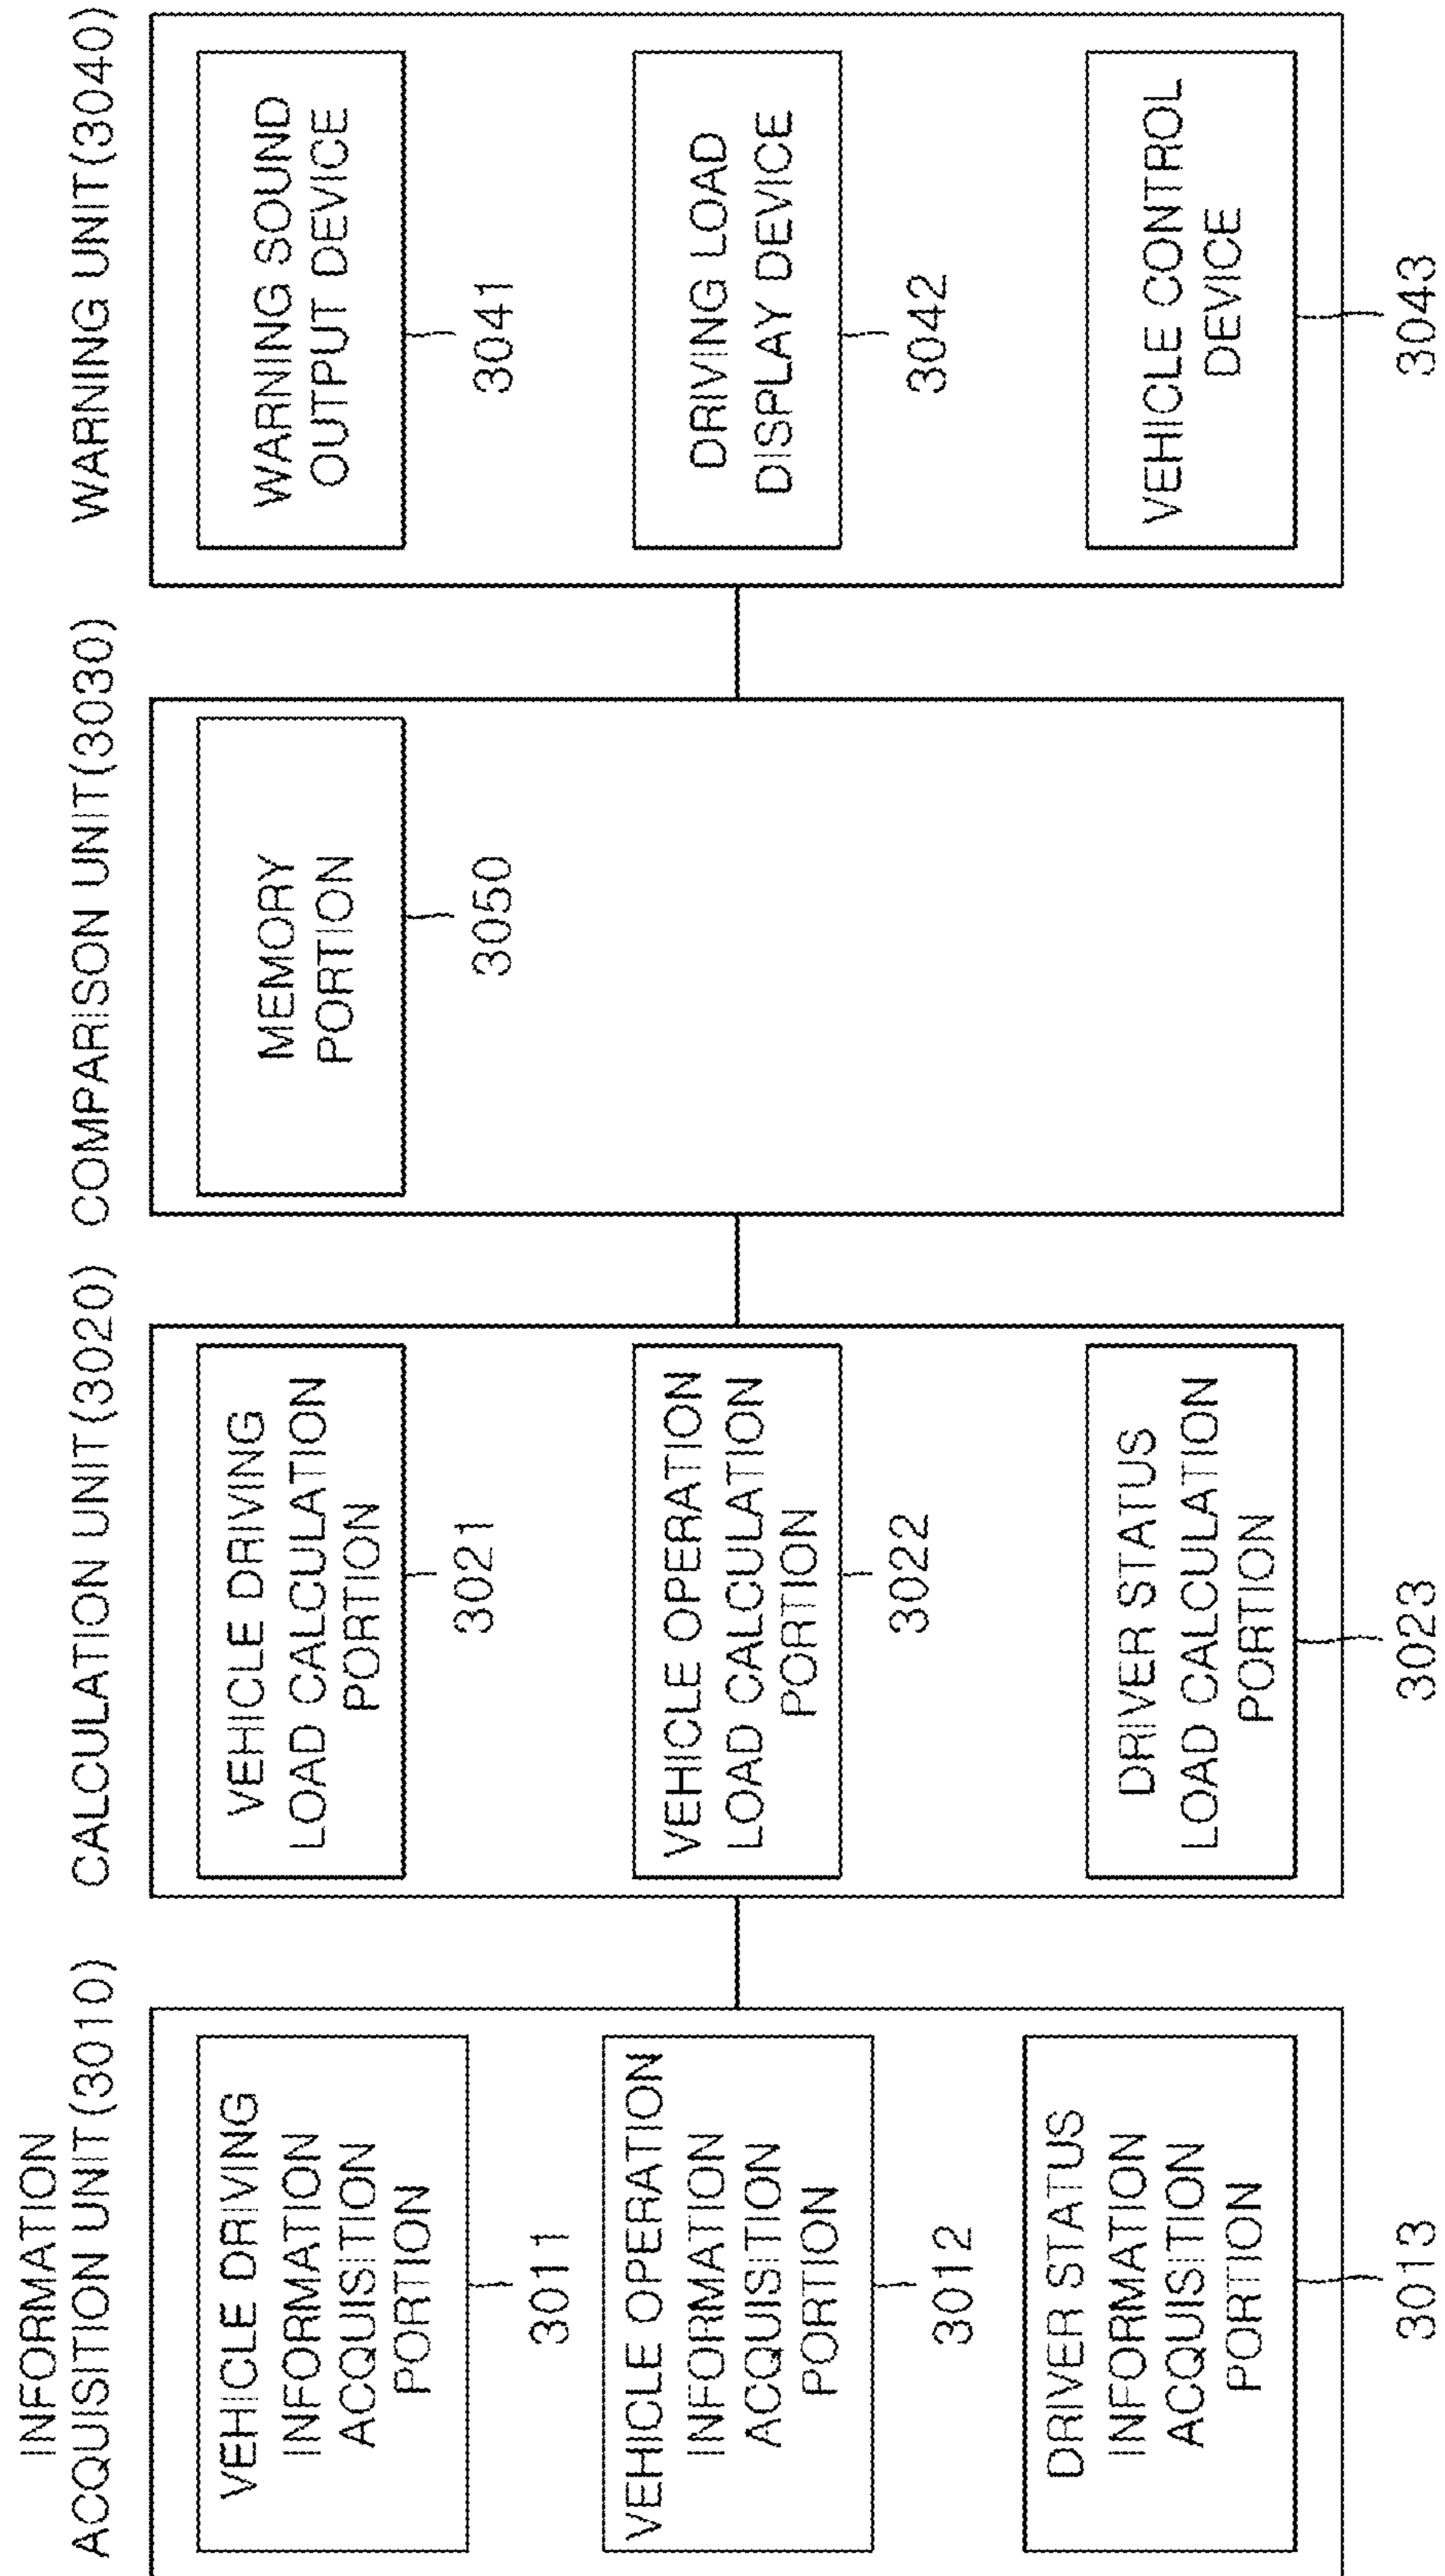 INFORMATION
ACQUISITION UNIT(3010)
VEHICLE DRIVING
INFORMATION
ACQUISITION
PORTION
3011
VEHICLE OPERATION
INFORMATION
ACQUISITION
PORTION
3012
DRIVER STATUS
INFORMATION
ACQUISITION
PORTION
3013
CALCULATION UNIT(3020)
VEHICLE DRIVING
LOAD CALCULATION
PORTION
3021
VEHICLE OPERATION
LOAD CALCULATION
PORTION
3022
DRIVER STATUS
LOAD CALCULATION
PORTION
3023
COMPARISON UNIT(3030)
MEMORY
PORTION
3050
WARNING UNIT(3040)
WARNING SOUND
OUTPUT DEVICE
3041
DRIVING LOAD
DISPLAY DEVICE
3042
VEHICLE CONTROL
DEVICE
3043